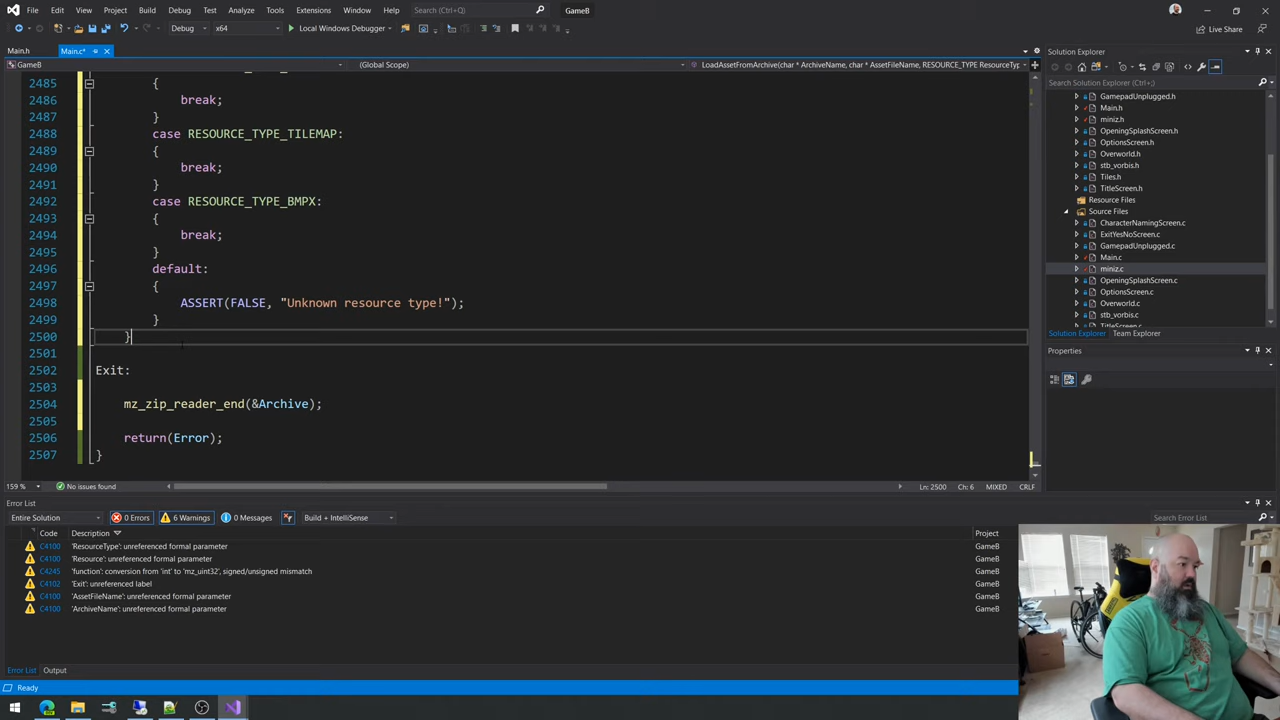 File Edit View Project Build Debug Test Analyze Tools Extensions Window Help Search (Ctrl+Q) GameB
Debug x64 Local Windows Debugger Live Share
Main.h Main.c*
GameB (Global Scope) LoadAssetFromArchive(char * ArchiveName, char * AssetFileName, RESOURCE_TYPE ResourceTyp
2485 {
2486 break;
2487 }
2488 case RESOURCE_TYPE_TILEMAP:
2489 {
2490 break;
2491 }
2492 case RESOURCE_TYPE_BMPX:
2493 {
2494 break;
2495 }
2496 default:
2497 {
2498 ASSERT(FALSE, "Unknown resource type!");
2499 }
2500 }
2501
2502 Exit:
2503
2504 mz_zip_reader_end(&Archive);
2505
2506 return(Error);
2507 }
159 % No issues found Ln: 2500 Ch: 6 MIXED CRLF
Solution Explorer
Search Solution Explorer (Ctrl+;)
GamepadUnplugged.h
Main.h
miniz.h
OpeningSplashScreen.h
OptionsScreen.h
Overworld.h
stb_vorbis.h
Tiles.h
TitleScreen.h
Resource Files
Source Files
CharacterNamingScreen.c
ExitYesNoScreen.c
GamepadUnplugged.c
Main.c
miniz.c
OpeningSplashScreen.c
OptionsScreen.c
Overworld.c
stb_vorbis.c
TitleScreen.c
Solution Explorer Team Explorer
Properties
Error List
Entire Solution 0 Errors 6 Warnings 0 Messages Build + IntelliSense Search Error List
Code Description Project
C4100 'ResourceType': unreferenced formal parameter GameB
C4100 'Resource': unreferenced formal parameter GameB
C4245 'function': conversion from 'int' to 'mz_uint32', signed/unsigned mismatch GameB
C4102 'Exit': unreferenced label GameB
C4100 'AssetFileName': unreferenced formal parameter GameB
C4100 'ArchiveName': unreferenced formal parameter GameB
Error List Output
Ready